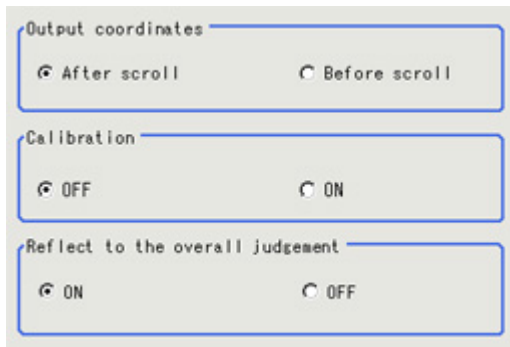 Output coordinates
After scroll Before scroll
Calibration
OFF ON
Reflect to the overall judgement
ON OFF